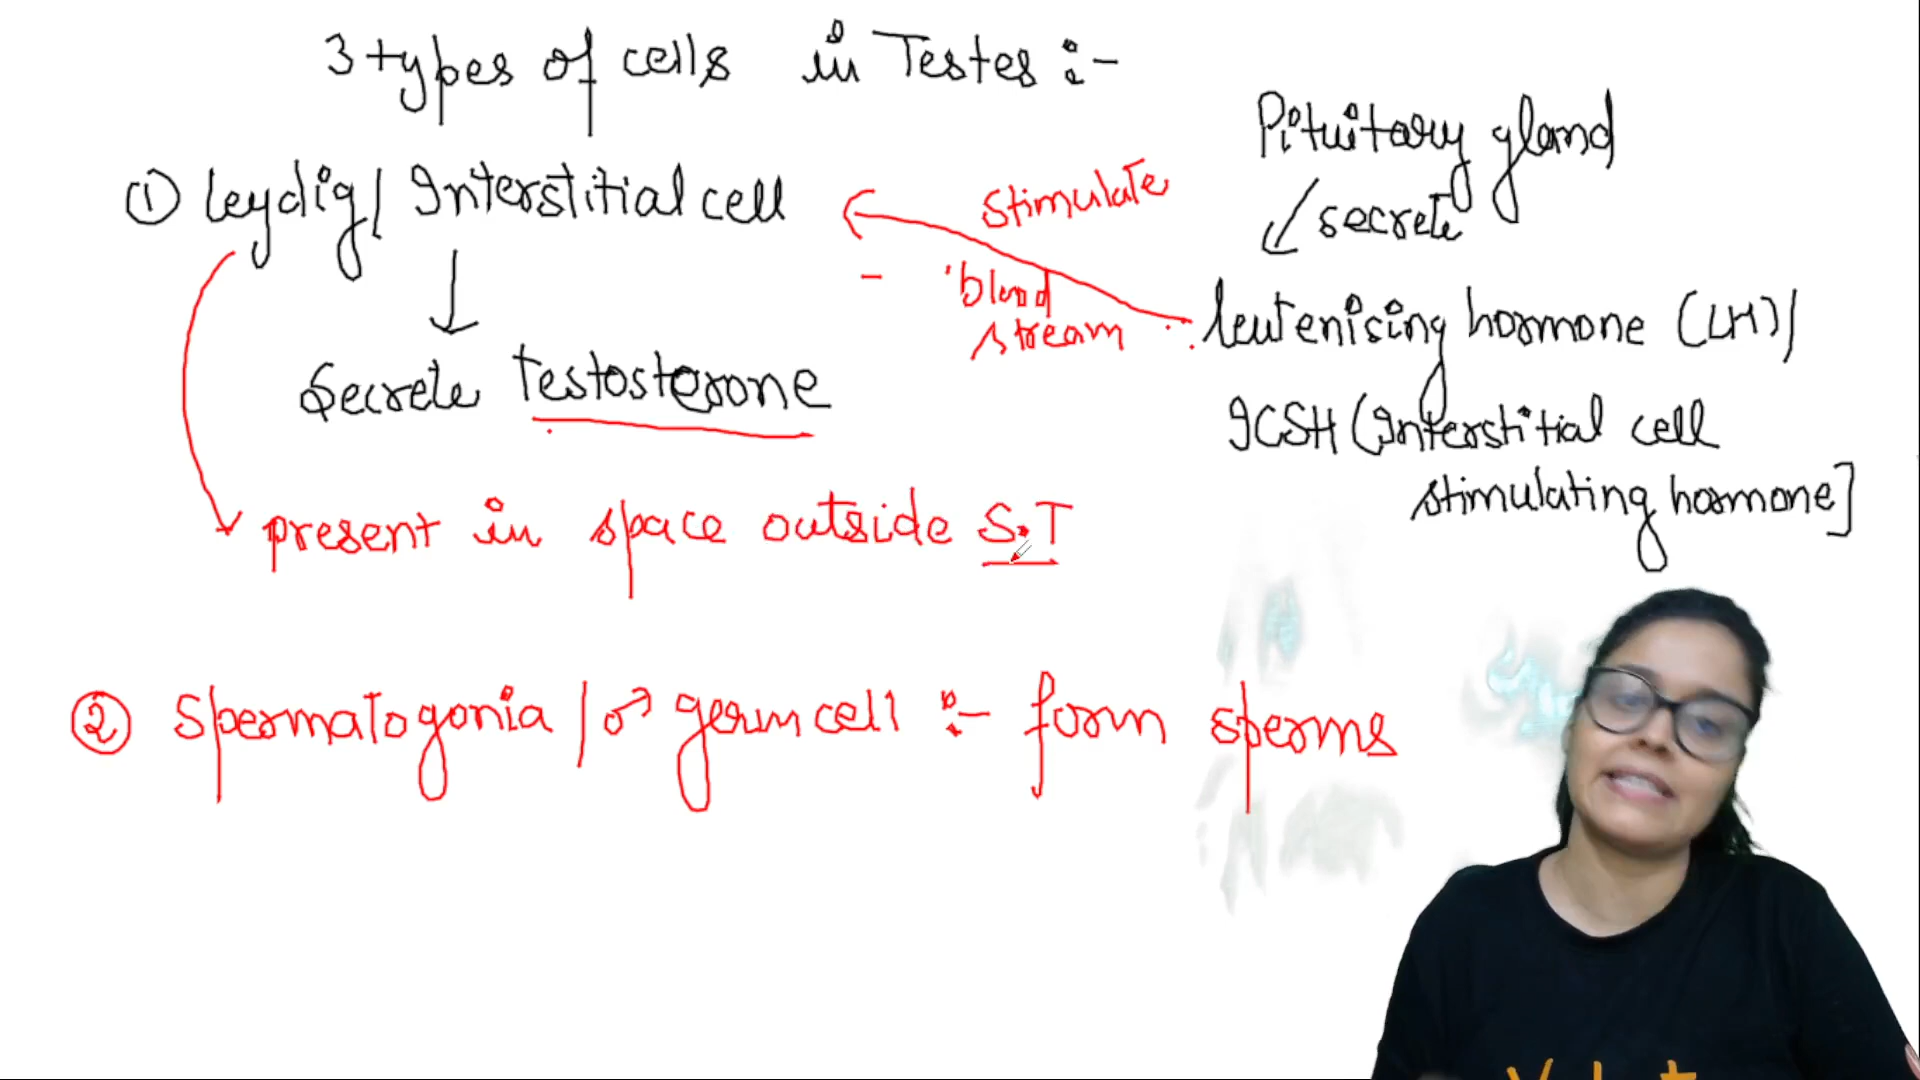 3 types of cells in Testes :-
Pituitary gland
① Leydig / Interstitial cell
stimulate
secrete
blood
stream
leutenising hormone (LH) /
Secrete Testosterone
ICSH (Interstitial cell
stimulating hormone]
present in space outside S.T
② Spermatogonia / ♂ germ cell :- form sperms